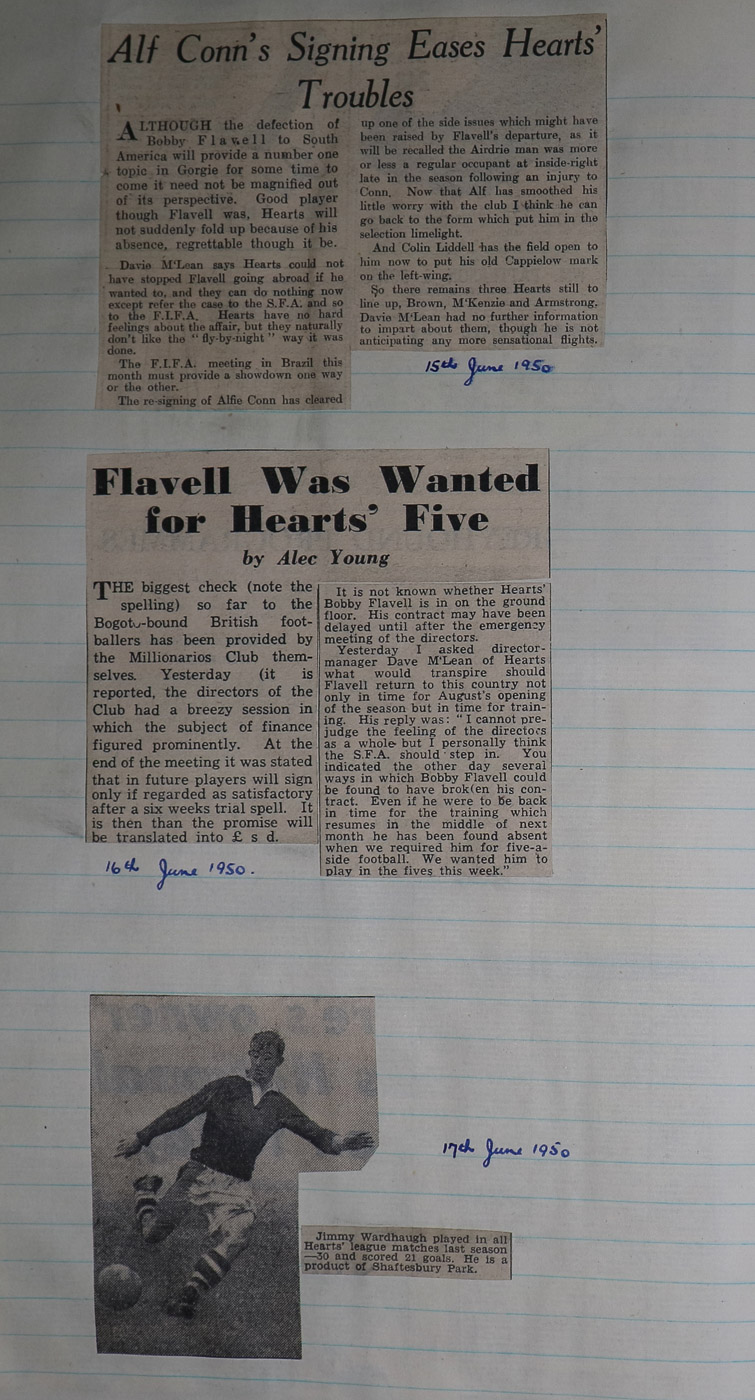 Alf Conn's Signing Eases Hearts'
Troubles
ALTHOUGH the defection of
Bobby Flavell to South
America will provide a number one
topic in Gorgie for some time to
come it need not be magnified out
of its perspective. Good player
though Flavell was, Hearts will
not suddenly fold up because of his
absence, regrettable though it be.
Davie M'Lean says Hearts could not
have stopped Flavell going abroad if he
wanted to, and they can do nothing now
except refer the case to the S.F.A. and so
to the F.I.F.A. Hearts have no hard
feelings about the affair, but they naturally
don't like the "fly-by-night" way it was
done.
The F.I.F.A. meeting in Brazil this
month must provide a showdown one way
or the other.
The re-signing of Alfie Conn has cleared
up one of the side issues which might have
been raised by Flavell's departure, as it
will be recalled the Airdrie man was more
or less a regular occupant at inside-right
late in the season following an injury to
Conn. Now that Alf has smoothed his
little worry with the club I think he can
go back to the form which put him in the
selection limelight.
And Colin Liddell has the field open to
him now to put his old Cappielow mark
on the left-wing.
So there remains three Hearts still to
line up, Brown, M'Kenzie and Armstrong.
Davie M'Lean had no further information
to impart about them, though he is not
anticipating any more sensational flights.
15th June 1950
Flavell Was Wanted
for Hearts' Five
by Alec Young
THE biggest check (note the
spelling) so far to the
Bogota-bound British foot-
ballers has been provided by
the Millionarios Club them-
selves. Yesterday (it is
reported, the directors of the
Club had a breezy session in
which the subject of finance
figured prominently. At the
end of the meeting it was stated
that in future players will sign
only if regarded as satisfactory
after a six weeks trial spell. It
is then than the promise will
be translated into £ s d.
It is not known whether Hearts'
Bobby Flavell is in on the ground
floor. His contract may have been
delayed until after the emergency
meeting of the directors.
Yesterday I asked director-
manager Dave M'Lean of Hearts
what would transpire should
Flavell return to this country not
only in time for August's opening
of the season but in time for train-
ing. His reply was: "I cannot pre-
judge the feeling of the directors
as a whole but I personally think
the S.F.A. should step in. You
indicated the other day several
ways in which Bobby Flavell could
be found to have brok(en his con-
tract. Even if he were to be back
in time for the training which
resumes in the middle of next
month he has been found absent
when we required him for five-a-
side football. We wanted him to
play in the fives this week."
16th June 1950.
17th June 1950
Jimmy Wardhaugh played in all
Hearts' league matches last season
—30 and scored 21 goals. He is a
product of Shaftesbury Park.